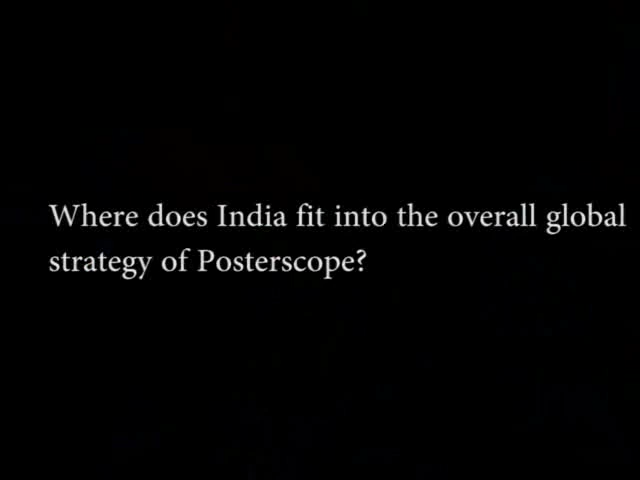 Where does India fit into the overall global
strategy of Posterscope?